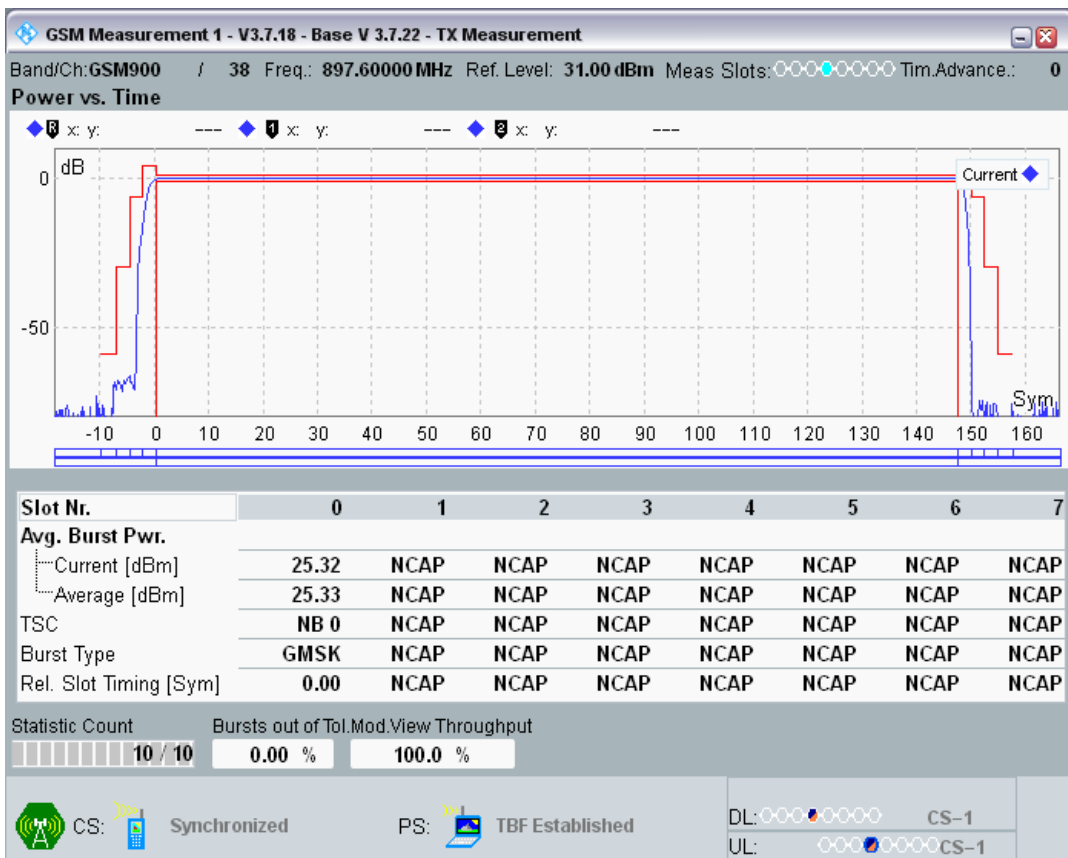 GSM Measurement 1 - V3.7.18 - Base V 3.7.22 - TX Measurement
Band/Ch:GSM900 / 38 Freq.: 897.60000 MHz Ref. Level: 31.00 dBm Meas Slots: Tim.Advance.: 0
Power vs. Time
R x: y: --- 1 x: y: --- 2 x: y: ---
dB
Current
0
-50
Sym
-10 0 10 20 30 40 50 60 70 80 90 100 110 120 130 140 150 160
Slot Nr. 0 1 2 3 4 5 6 7
Avg. Burst Pwr.
Current [dBm] 25.32 NCAP NCAP NCAP NCAP NCAP NCAP NCAP
Average [dBm] 25.33 NCAP NCAP NCAP NCAP NCAP NCAP NCAP
TSC NB 0 NCAP NCAP NCAP NCAP NCAP NCAP NCAP
Burst Type GMSK NCAP NCAP NCAP NCAP NCAP NCAP NCAP
Rel. Slot Timing [Sym] 0.00 NCAP NCAP NCAP NCAP NCAP NCAP NCAP
Statistic Count Bursts out of Tol.Mod.View Throughput
10 / 10 0.00 % 100.0 %
CS: Synchronized PS: TBF Established DL: CS-1
UL: CS-1